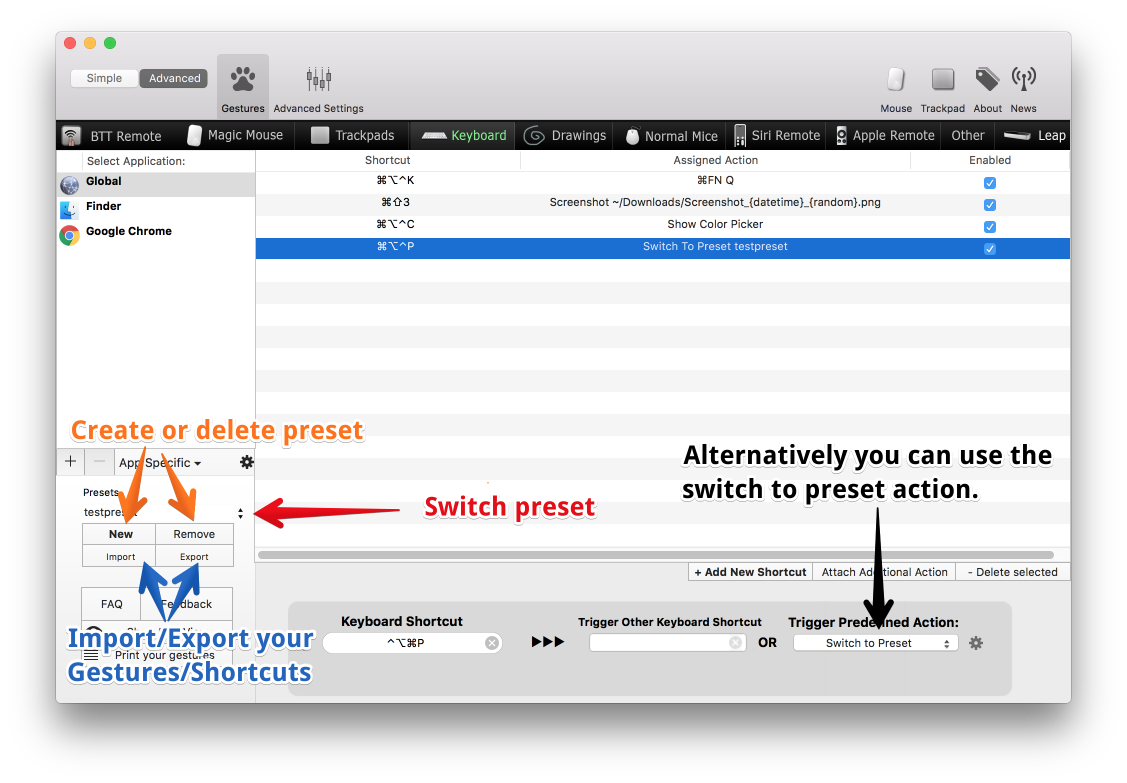 Simple
Advanced
Gestures
Advanced Settings
Mouse
Trackpad
About
News
BTT Remote
Magic Mouse
Trackpads
Keyboard
Drawings
Normal Mice
Siri Remote
Apple Remote
Other
Leap
Select Application:
Global
Finder
Google Chrome
Shortcut
Assigned Action
Enabled
⌘⌥^K
⌘FN Q
⌘⇧3
Screenshot ~/Downloads/Screenshot_{datetime}_{random}.png
⌘⌥^C
Show Color Picker
⌘⌥^P
Switch To Preset testpreset
Create or delete preset
App Specific
Presets
Switch preset
New
Remove
Import
Export
FAQ
Import/Export your
Gestures/Shortcuts
Print your gestures
Alternatively you can use the
switch to preset action.
+ Add New Shortcut
Attach Additional Action
- Delete selected
Keyboard Shortcut
^⌥⌘P
Trigger Other Keyboard Shortcut
OR
Trigger Predefined Action:
Switch to Preset